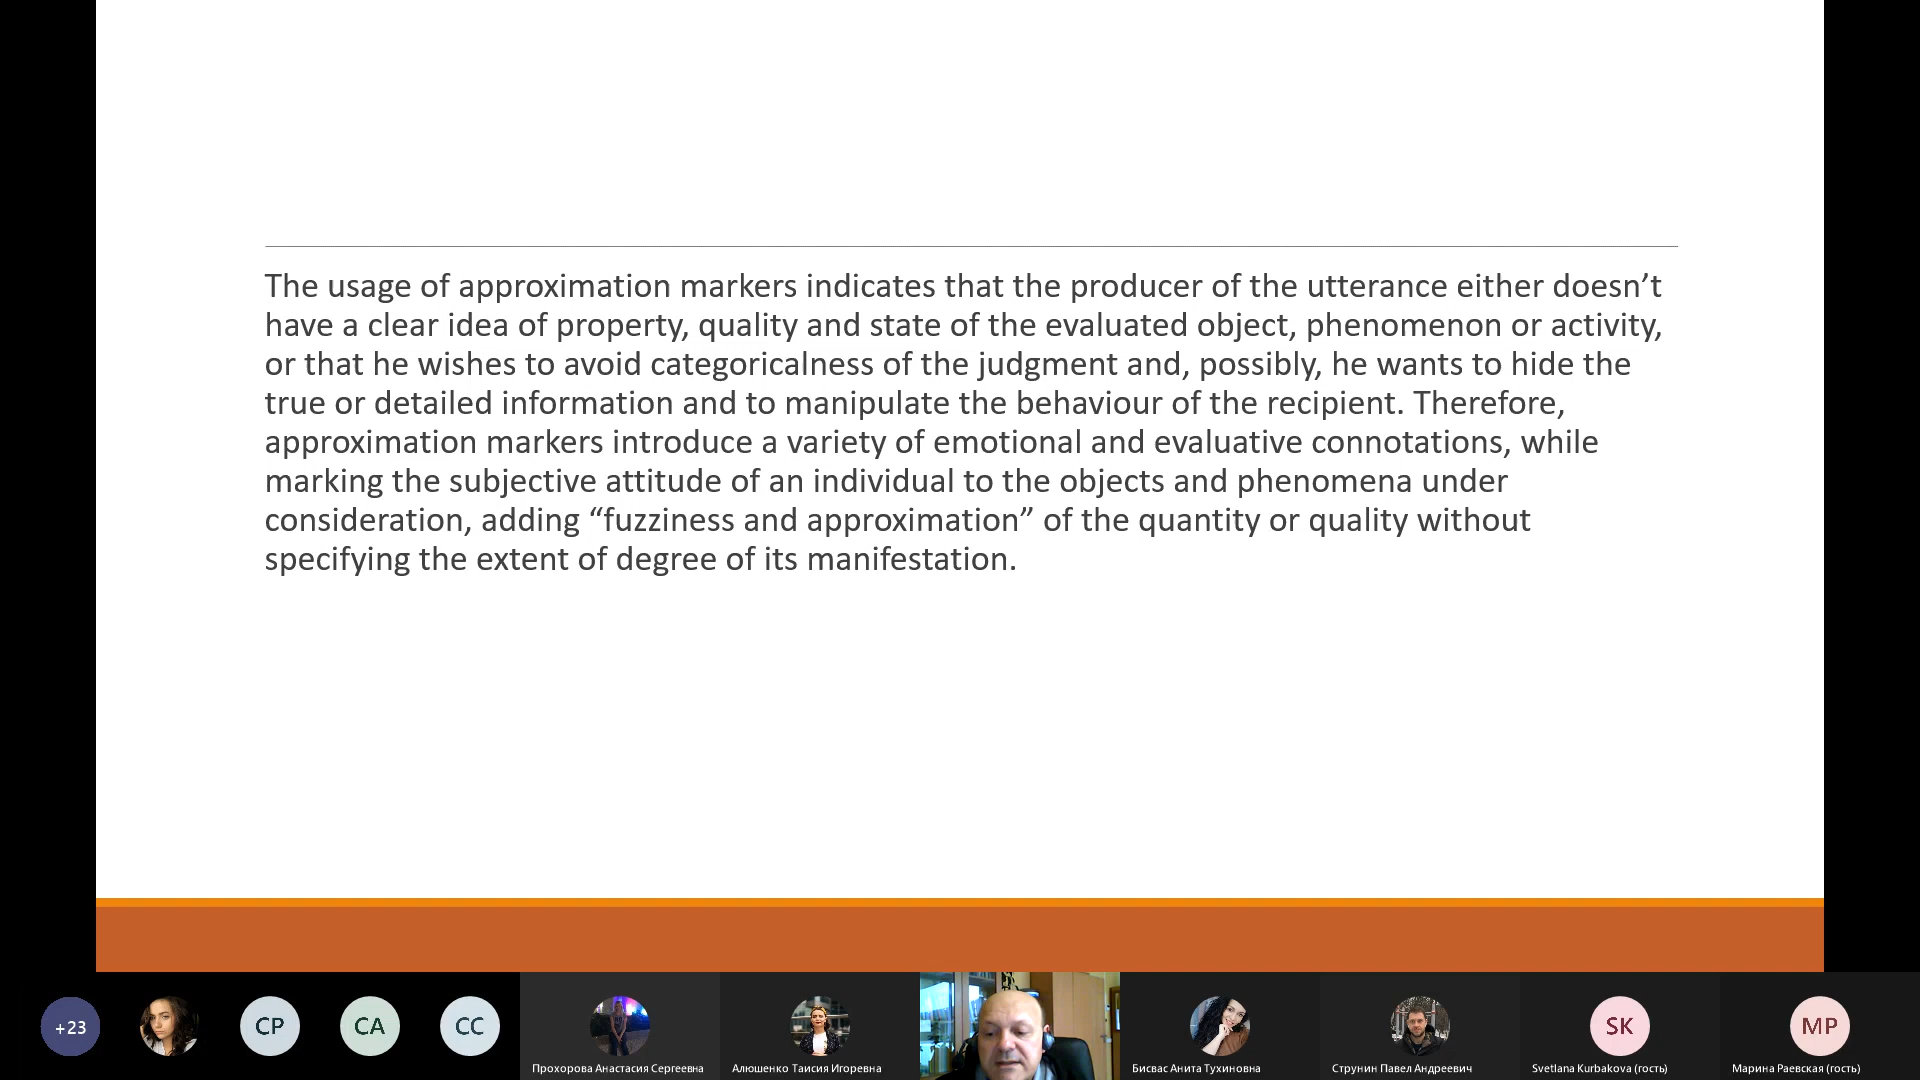 The usage of approximation markers indicates that the producer of the utterance either doesn’t
have a clear idea of property, quality and state of the evaluated object, phenomenon or activity,
or that he wishes to avoid categoricalness of the judgment and, possibly, he wants to hide the
true or detailed information and to manipulate the behaviour of the recipient. Therefore,
approximation markers introduce a variety of emotional and evaluative connotations, while
marking the subjective attitude of an individual to the objects and phenomena under
consideration, adding “fuzziness and approximation” of the quantity or quality without
specifying the extent of degree of its manifestation.
+23
СР
СА
СС
SK
МР
Прохорова Анастасия Сергеевна
Алюшенко Таисия Игоревна
Бисвас Анита Тухиновна
Струнин Павел Андреевич
Svetlana Kurbakova (гость)
Марина Раевская (гость)